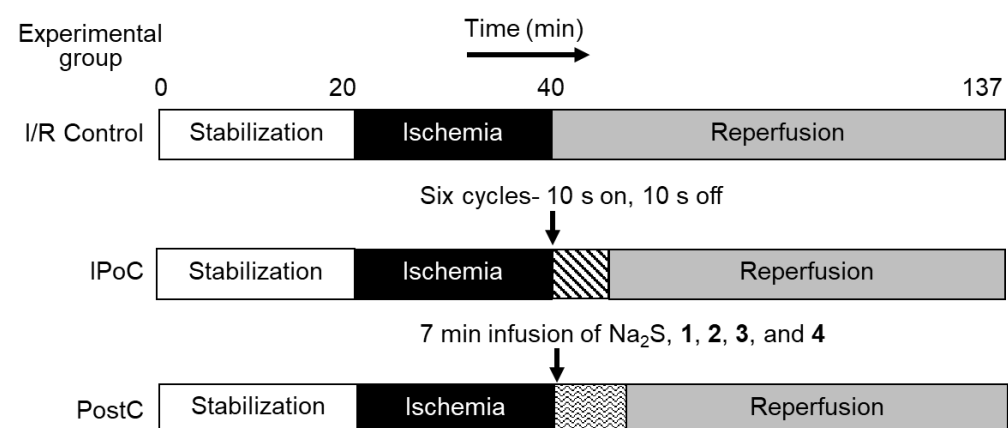 Experimental
group
Time (min)
0 20 40 137
I/R Control Stabilization Ischemia Reperfusion
Six cycles- 10 s on, 10 s off
IPoC Stabilization Ischemia Reperfusion
7 min infusion of Na₂S, 1, 2, 3, and 4
PostC Stabilization Ischemia Reperfusion